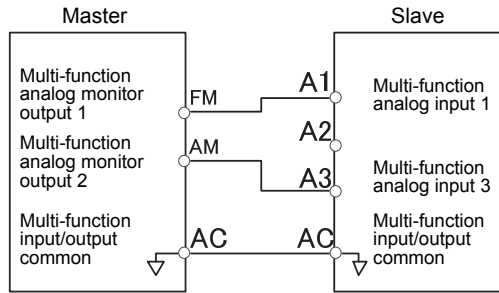 Master
Slave
Multi-function
analog monitor
output 1
FM
A1
Multi-function
analog input 1
A2
Multi-function
analog monitor
output 2
AM
A3
Multi-function
analog input 3
Multi-function
input/output
common
AC
AC
Multi-function
input/output
common